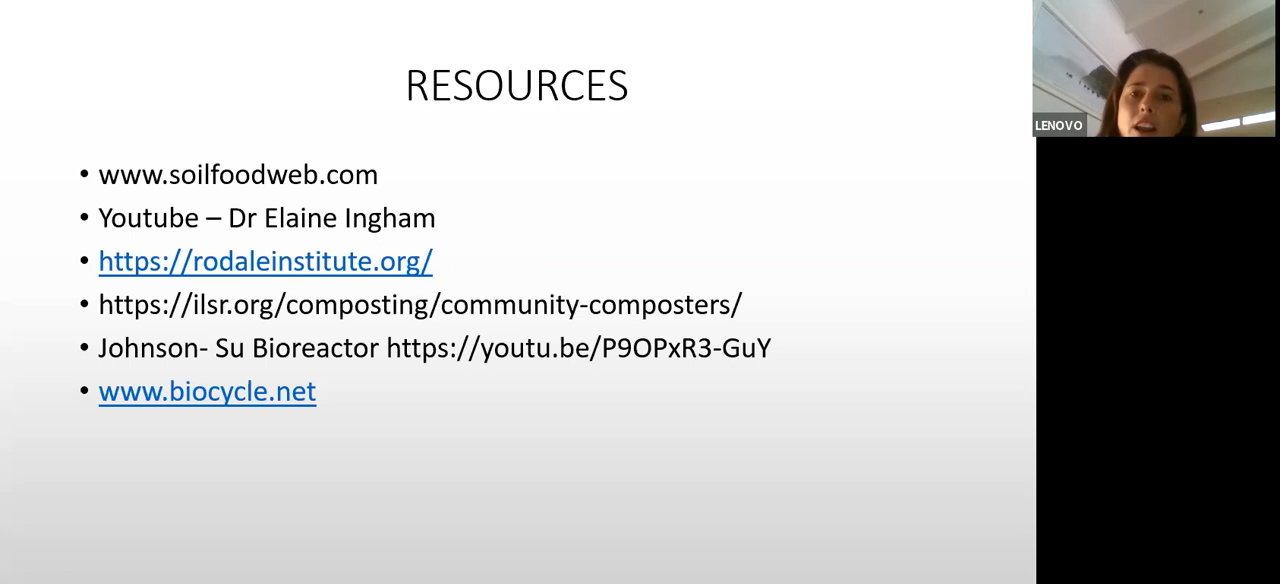 RESOURCES
• www.soilfoodweb.com
• Youtube – Dr Elaine Ingham
• https://rodaleinstitute.org/
• https://ilsr.org/composting/community-composters/
• Johnson- Su Bioreactor https://youtu.be/P9OPxR3-GuY
• www.biocycle.net
LENOVO